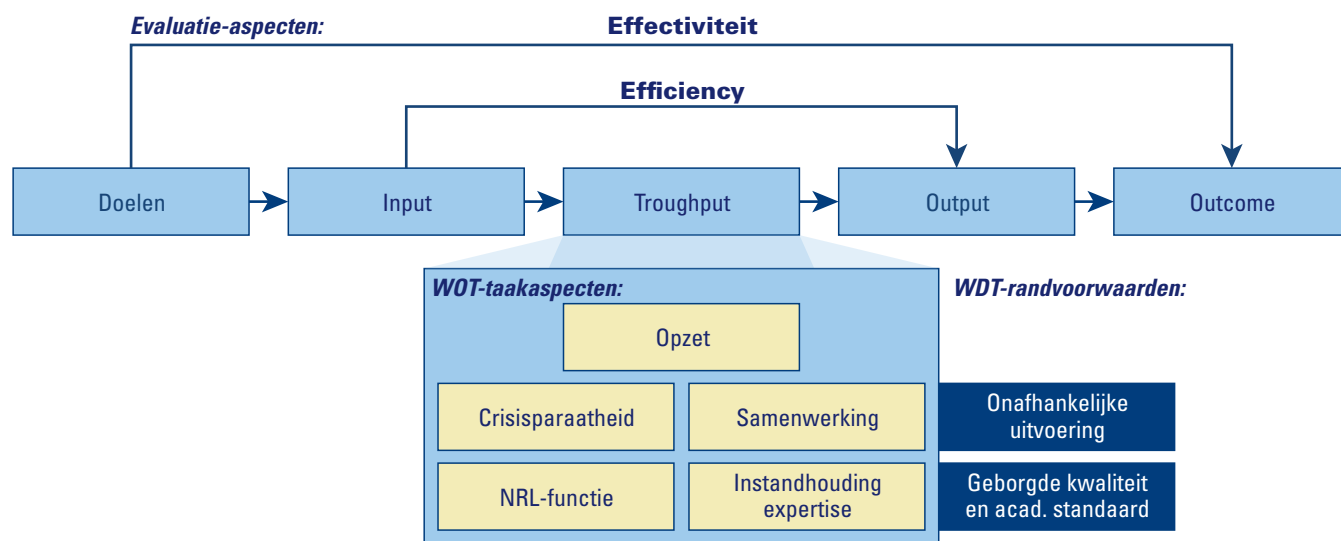 Evaluatie-aspecten:
Effectiviteit
Efficiency
Doelen
Input
Troughput
Output
Outcome
WOT-taakaspecten:
WDT-randvoorwaarden:
Opzet
Crisisparaatheid
Samenwerking
Onafhankelijke
uitvoering
NRL-functie
Instandhouding
expertise
Geborgde kwaliteit
en acad. standaard